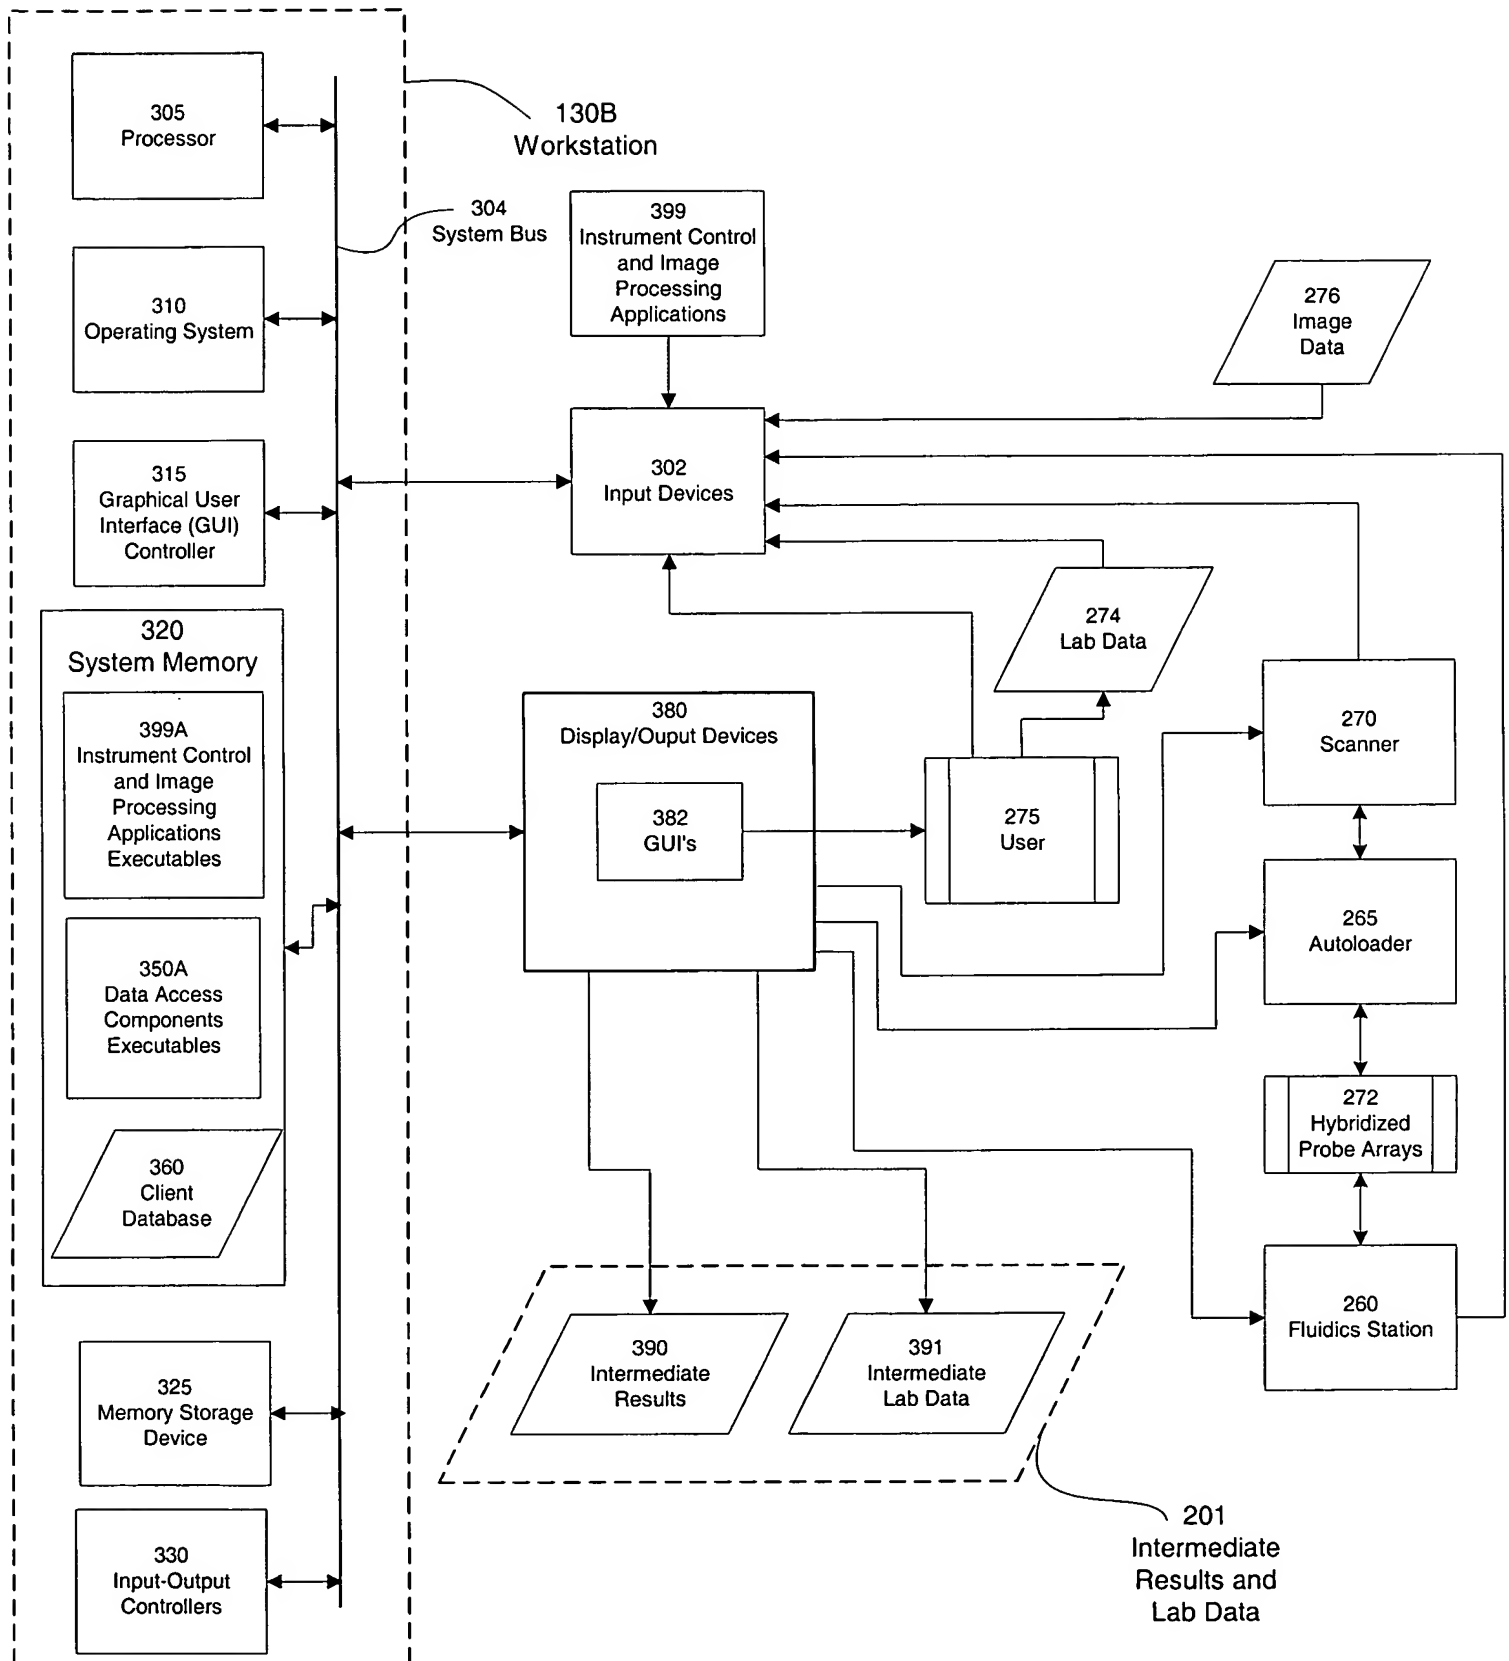 305
Processor
130B
Workstation
304
System Bus
399
Instrument Control
and Image
Processing
Applications
310
Operating System
276
Image
Data
315
Graphical User
Interface (GUI)
Controller
302
Input Devices
274
Lab Data
320
System Memory
399A
Instrument Control
and Image
Processing
Applications
Executables
380
Display/Ouput Devices
382
GUI's
275
User
270
Scanner
265
Autoloader
350A
Data Access
Components
Executables
272
Hybridized
Probe Arrays
360
Client
Database
260
Fluidics Station
390
Intermediate
Results
391
Intermediate
Lab Data
325
Memory Storage
Device
201
Intermediate
Results and
Lab Data
330
Input-Output
Controllers